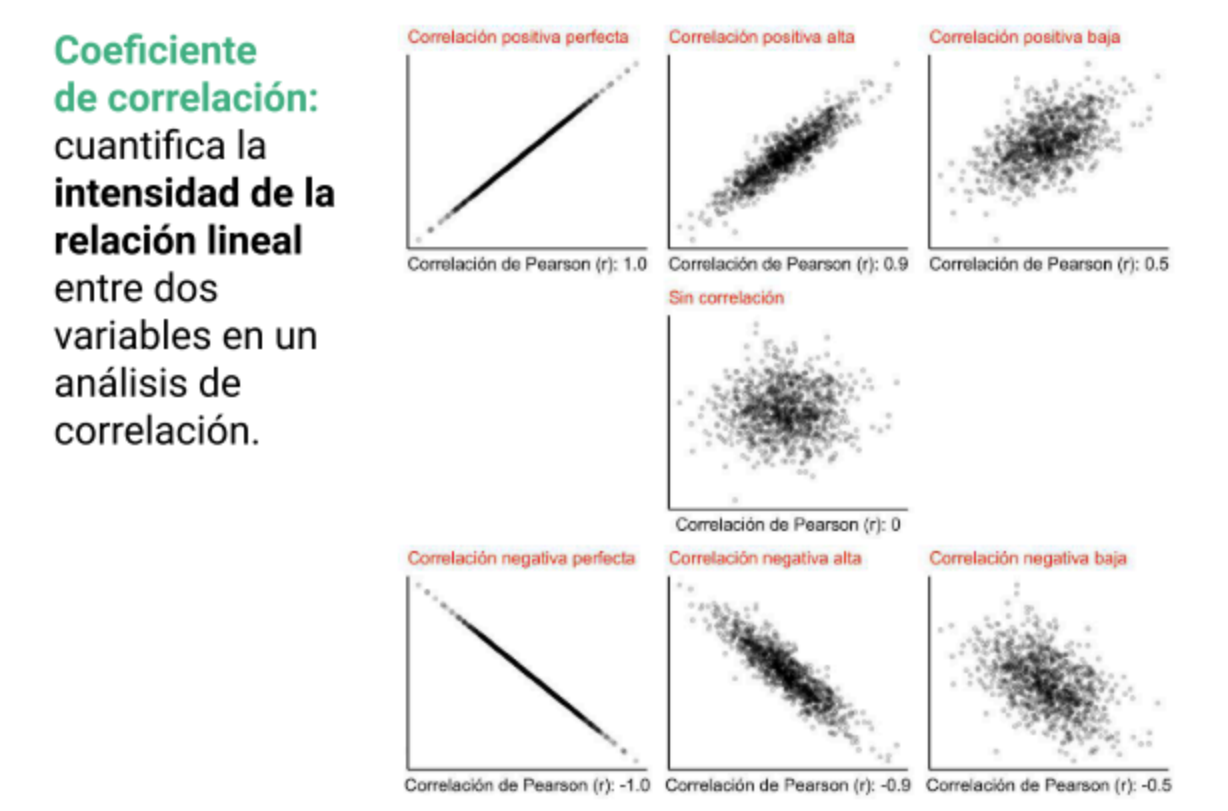 Coeficiente
de correlación:
cuantifica la
intensidad de la
relación lineal
entre dos
variables en un
análisis de
correlación.
Correlación positiva perfecta
Correlación positiva alta
Correlación positiva baja
Correlación de Pearson (r): 1.0
Correlación de Pearson (r): 0.9
Correlación de Pearson (r): 0.5
Sin correlación
Correlación de Pearson (r): 0
Correlación negativa perfecta
Correlación negativa alta
Correlación negativa baja
Correlación de Pearson (r): -1.0
Correlación de Pearson (r): -0.9
Correlación de Pearson (r): -0.5